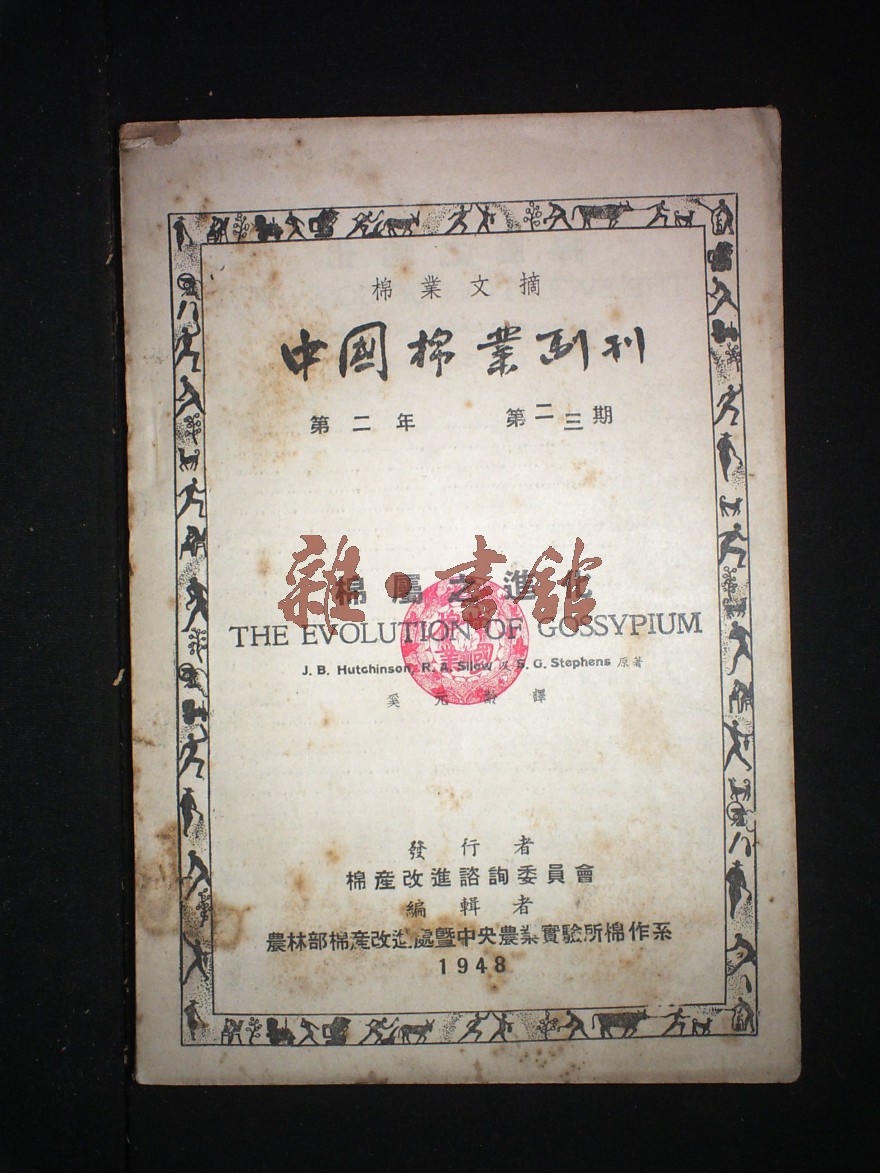 棉業文摘
中國棉業副刊
第二年 第二三期
棉屬之進化
雜·書館
THE EVOLUTION OF GOSSYPIUM
J. B. Hutchinson, R. A. Silow 及 S. G. Stephens 原著
奚元齡譯
發行者
棉產改進諮詢委員會
編輯者
農林部棉產改進處暨中央農業實驗所棉作系
1948